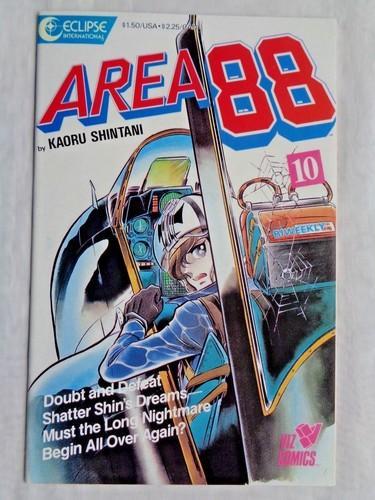 ECLIPSE
INTERNATIONAL
$1.50/USA • $2.25/
AREA 88
by KAORU SHINTANI
10
BIWEEKLY
Doubt and Defeat
Shatter Shin's Dreams—
Must the Long Nightmare
Begin All Over Again?
VIZ
COMICS